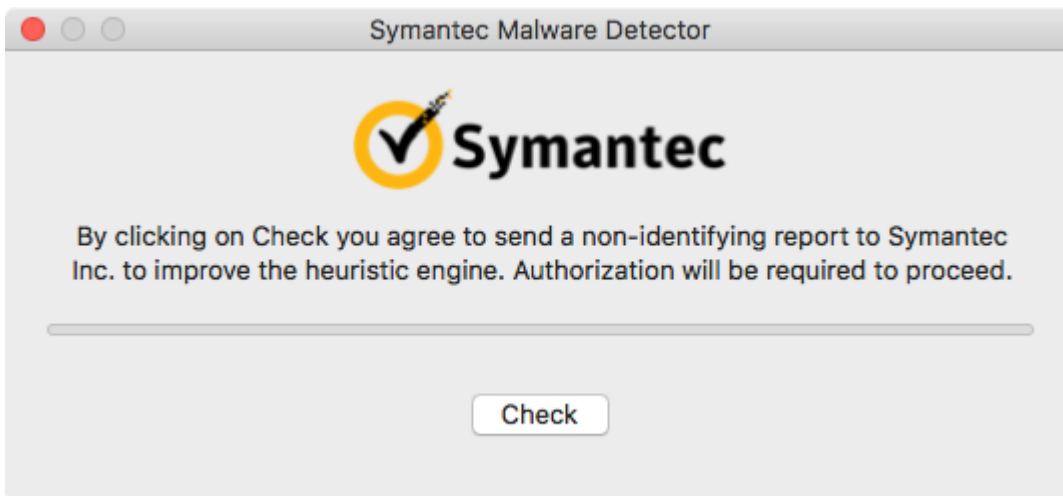 Symantec Malware Detector
Symantec
By clicking on Check you agree to send a non-identifying report to Symantec
Inc. to improve the heuristic engine. Authorization will be required to proceed.
Check